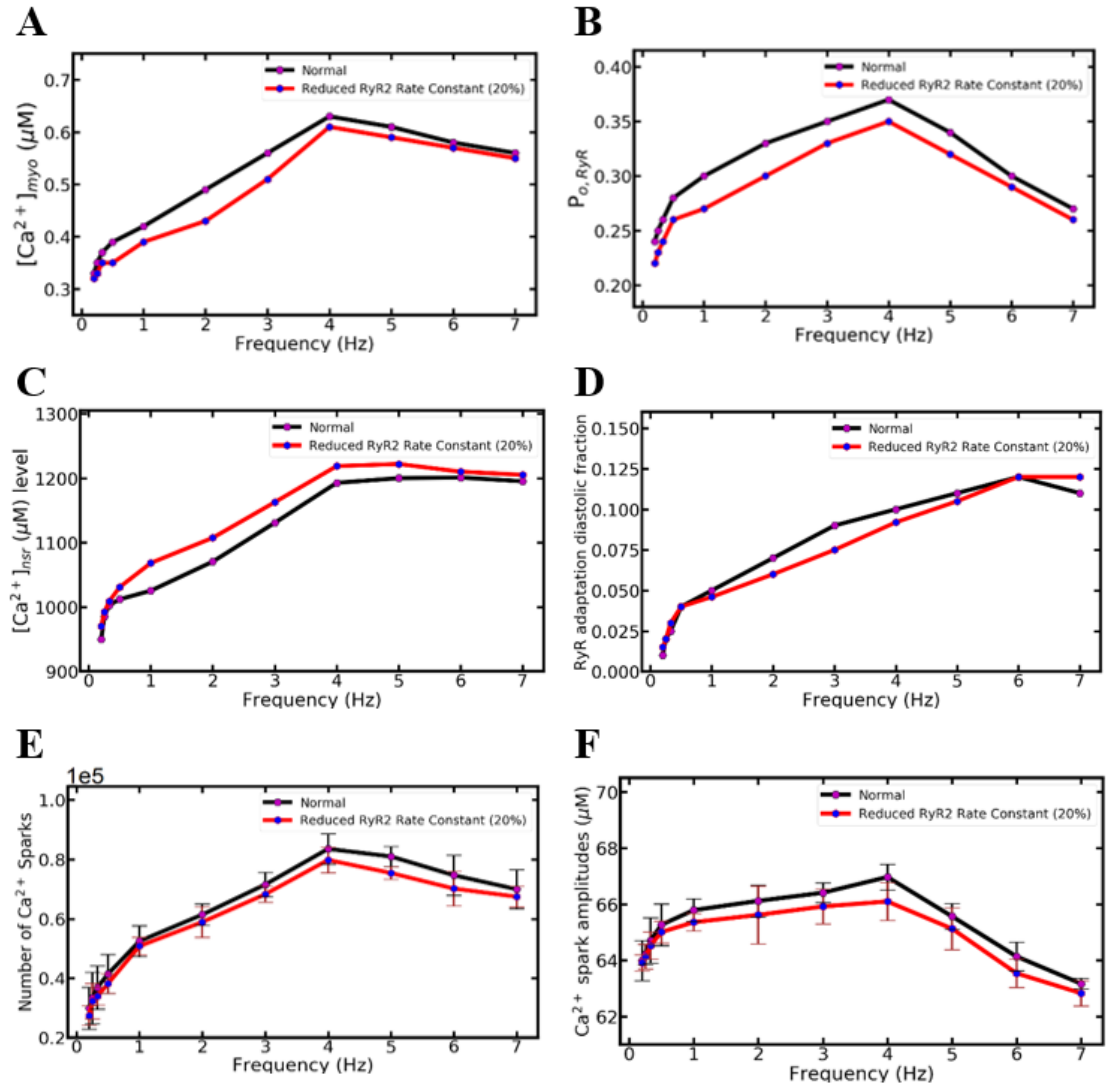 A
[Ca²⁺]myo (µM)
0.7
0.6
0.5
0.4
0.3
Normal
Reduced RyR2 Rate Constant (20%)
0 1 2 3 4 5 6 7
Frequency (Hz)
B
Po,RyR
0.40
0.35
0.30
0.25
0.20
Normal
Reduced RyR2 Rate Constant (20%)
0 1 2 3 4 5 6 7
Frequency (Hz)
C
[Ca²⁺]nsr (µM) level
1300
1200
1100
1000
900
Normal
Reduced RyR2 Rate Constant (20%)
0 1 2 3 4 5 6 7
Frequency (Hz)
D
RyR adaptation diastolic fraction
0.150
0.125
0.100
0.075
0.050
0.025
0.000
Normal
Reduced RyR2 Rate Constant (20%)
0 1 2 3 4 5 6 7
Frequency (Hz)
E
1e5
Number of Ca²⁺ Sparks
1.0
0.8
0.6
0.4
0.2
Normal
Reduced RyR2 Rate Constant (20%)
0 1 2 3 4 5 6 7
Frequency (Hz)
F
Ca²⁺ spark amplitudes (µM)
70
68
66
64
62
Normal
Reduced RyR2 Rate Constant (20%)
0 1 2 3 4 5 6 7
Frequency (Hz)